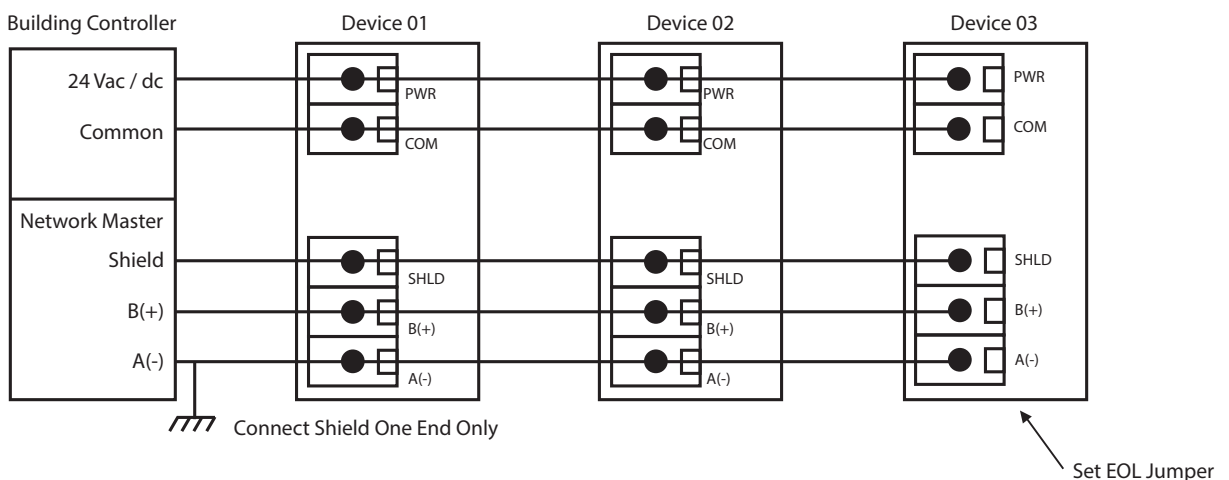 Building Controller
Device 01
Device 02
Device 03
24 Vac / dc
PWR
PWR
PWR
Common
COM
COM
COM
Network Master
Shield
SHLD
SHLD
SHLD
B(+)
B(+)
B(+)
B(+)
A(-)
A(-)
A(-)
A(-)
Connect Shield One End Only
Set EOL Jumper